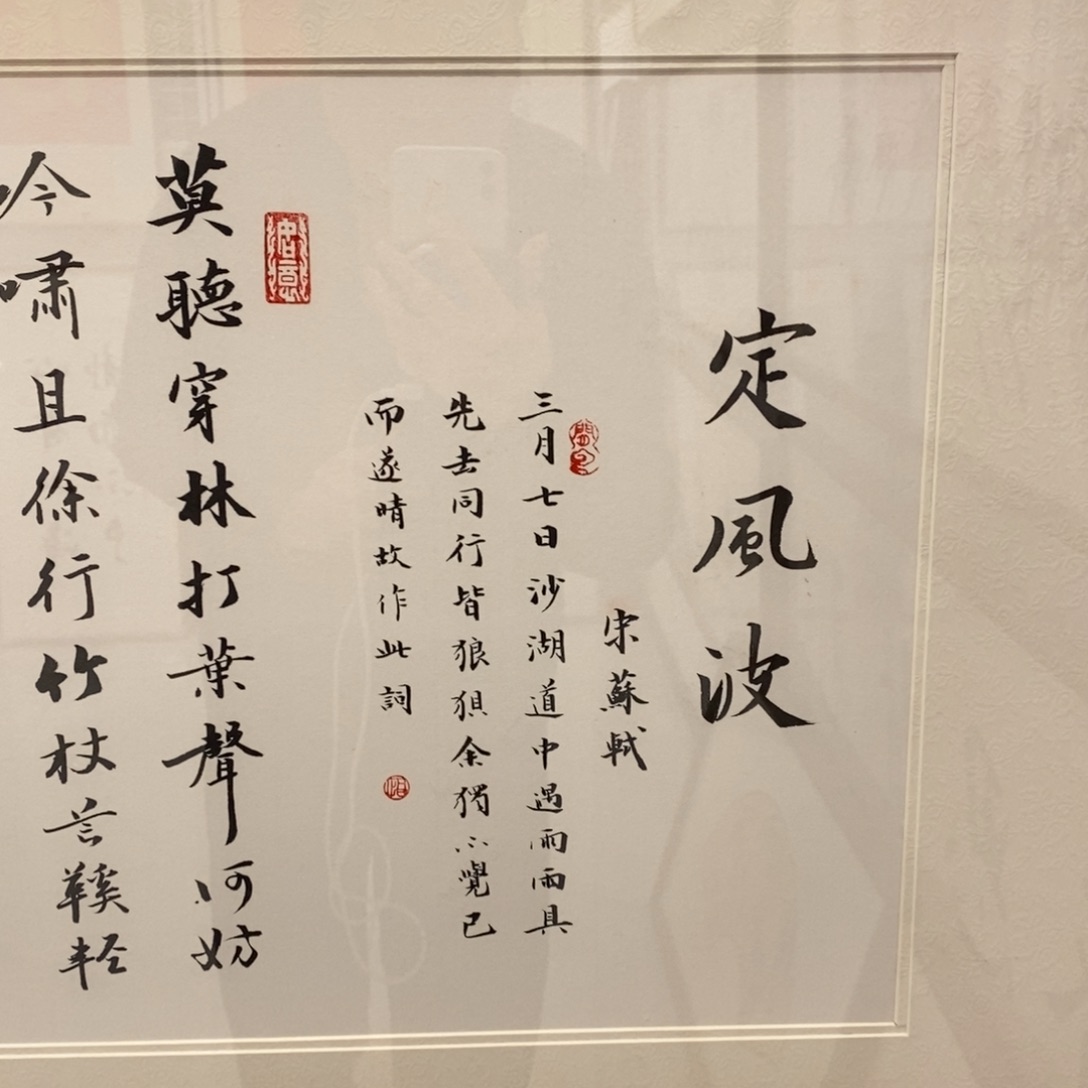 定風波
宋蘇軾
三月七日沙湖道中遇雨雨具
先去同行皆狼狽余獨不覺已
而遂晴故作此詞
莫聽穿林打葉聲何妨
吟嘯且徐行竹杖芒鞵軽